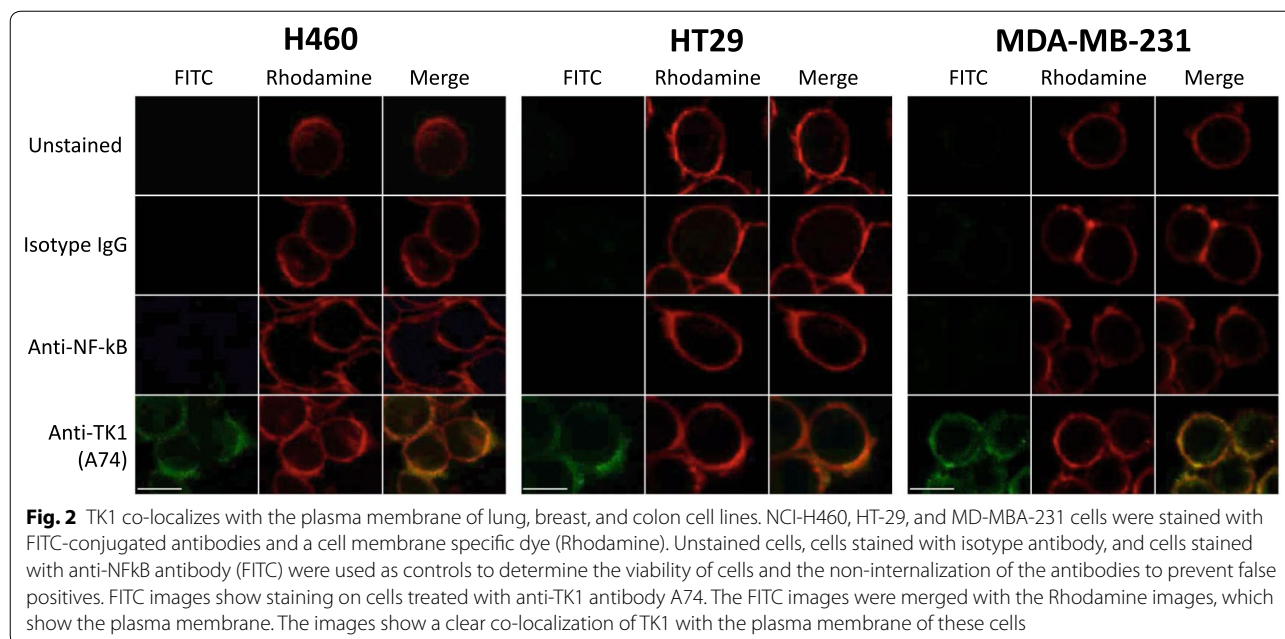 H460 HT29 MDA-MB-231
FITC Rhodamine Merge FITC Rhodamine Merge FITC Rhodamine Merge
Unstained
Isotype IgG
Anti-NF-kB
Anti-TK1
(A74)
Fig. 2 TK1 co-localizes with the plasma membrane of lung, breast, and colon cell lines. NCI-H460, HT-29, and MD-MBA-231 cells were stained with
FITC-conjugated antibodies and a cell membrane specific dye (Rhodamine). Unstained cells, cells stained with isotype antibody, and cells stained
with anti-NFkB antibody (FITC) were used as controls to determine the viability of cells and the non-internalization of the antibodies to prevent false
positives. FITC images show staining on cells treated with anti-TK1 antibody A74. The FITC images were merged with the Rhodamine images, which
show the plasma membrane. The images show a clear co-localization of TK1 with the plasma membrane of these cells